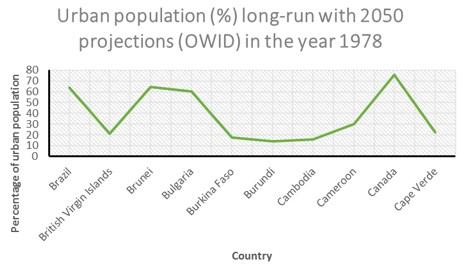 Urban population (%) long-run with 2050
projections (OWID) in the year 1978
Percentage of urban population
80
70
60
50
40
30
20
10
0
Brazil
British Virgin Islands
Brunei
Bulgaria
Burkina Faso
Burundi
Cambodia
Cameroon
Canada
Cape Verde
Country